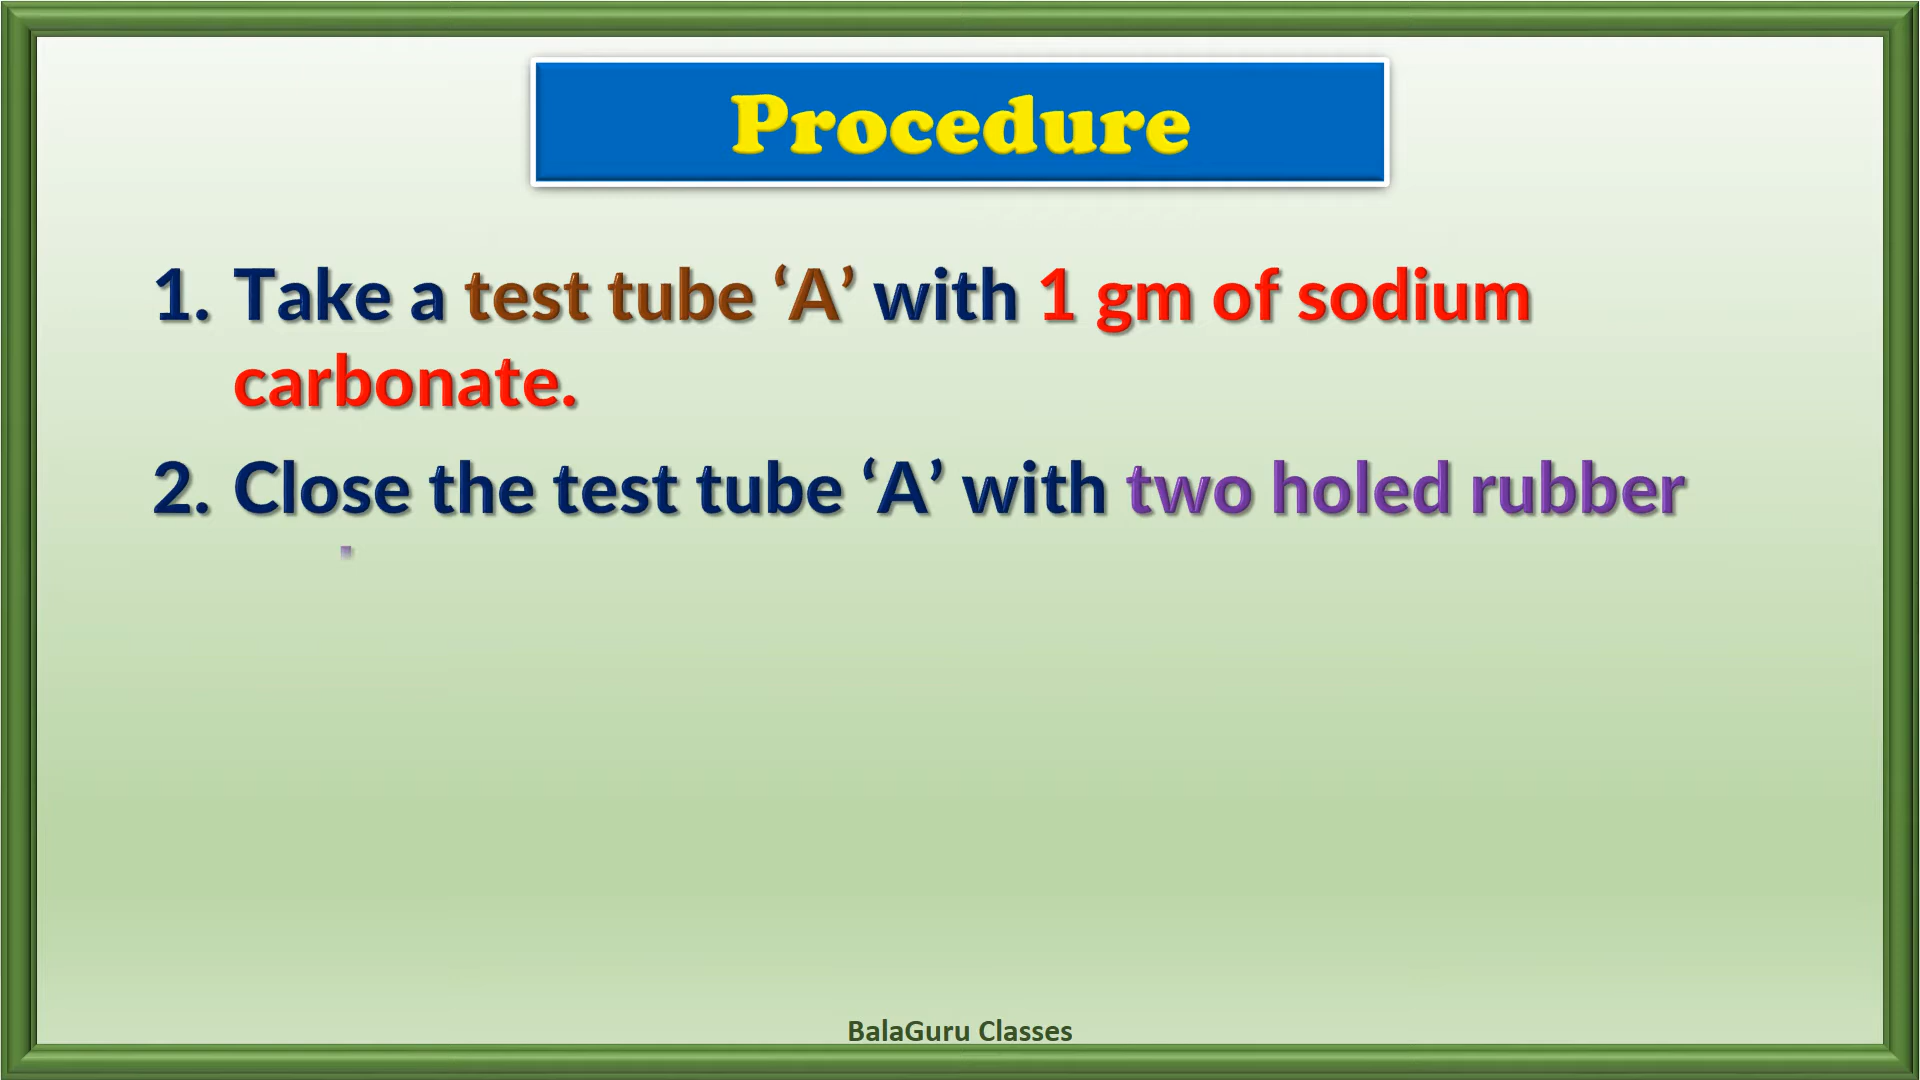 Procedure
1. Take a test tube ‘A’ with 1 gm of sodium
carbonate.
2. Close the test tube ‘A’ with two holed rubber
BalaGuru Classes